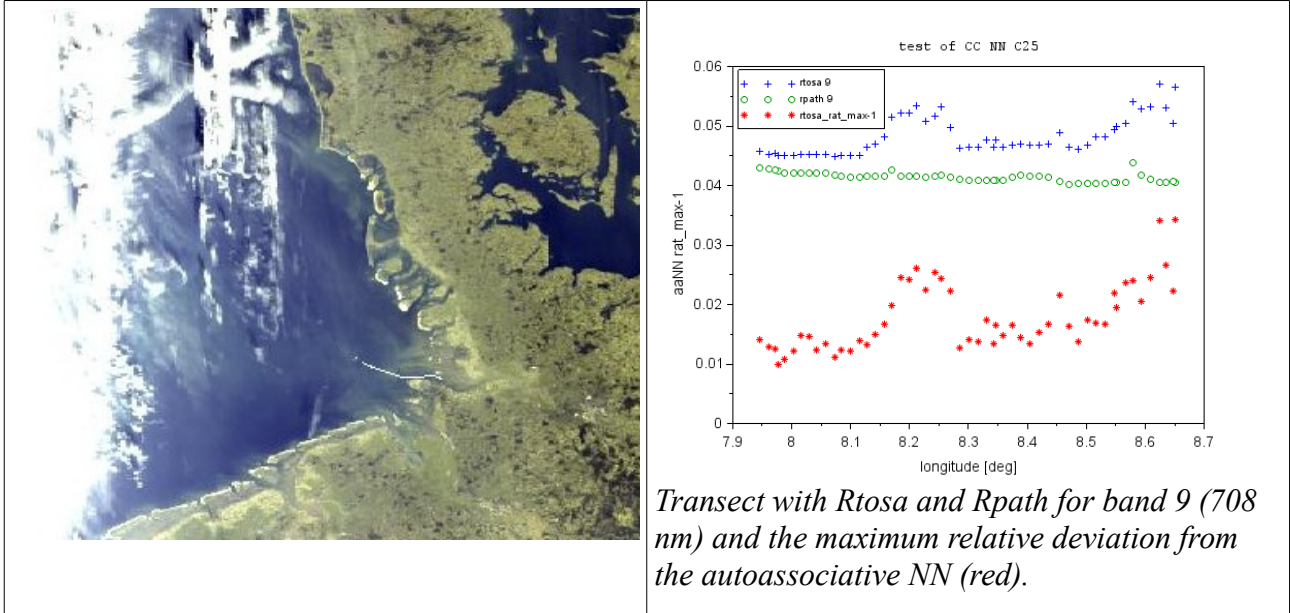 test of CC NN C25
0.06
0.05
0.04
0.03
0.02
0.01
0
aaNN rat_max-1
rtosa 9
rpath 9
rtosa_rat_max-1
7.9 8 8.1 8.2 8.3 8.4 8.5 8.6 8.7
longitude [deg]
Transect with Rtosa and Rpath for band 9 (708
nm) and the maximum relative deviation from
the autoassociative NN (red).